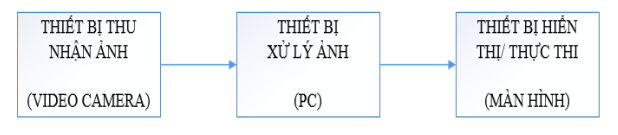 THIẾT BỊ THU
NHẬN ẢNH
(VIDEO CAMERA)
THIẾT BỊ
XỬ LÝ ẢNH
(PC)
THIẾT BỊ HIỂN
THỊ/ THỰC THI
(MÀN HÌNH)